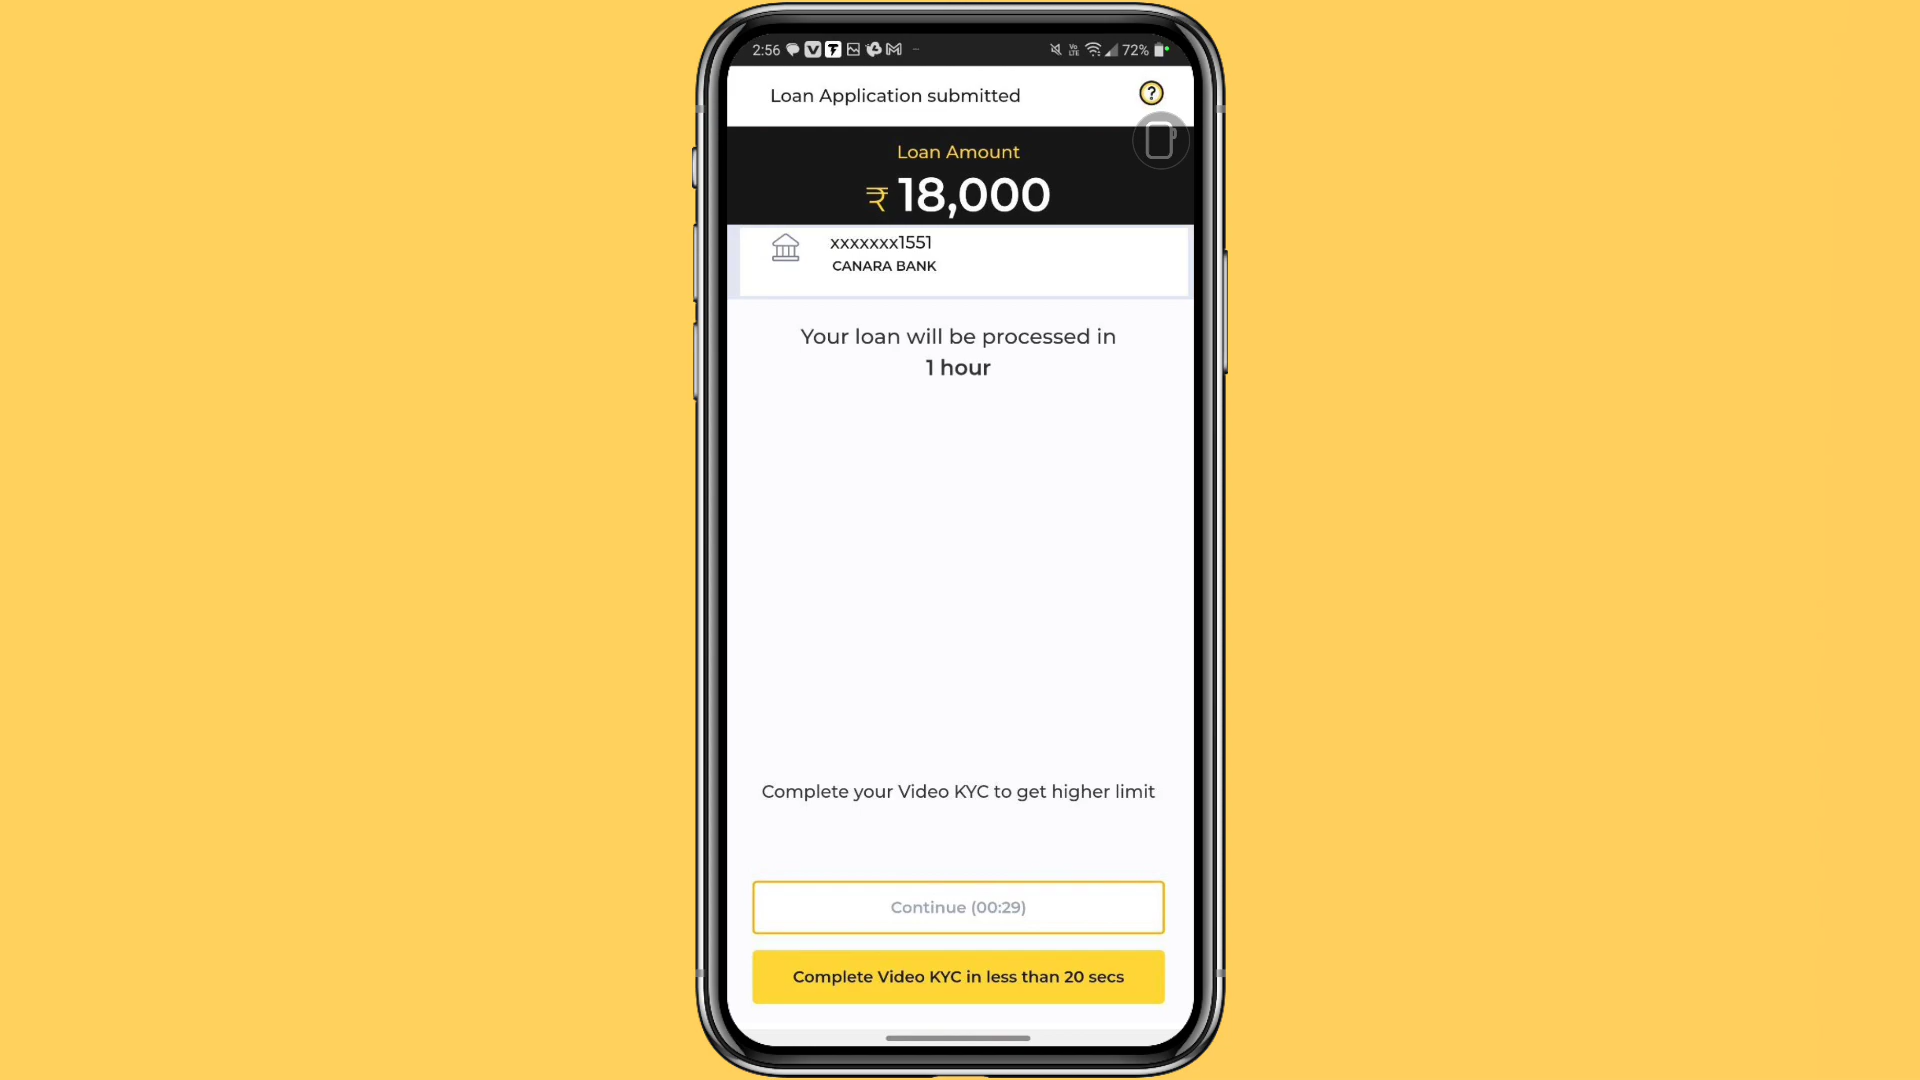 2:56
72%
Loan Application submitted
?
Loan Amount
₹ 18,000
xxxxxxx1551
CANARA BANK
Your loan will be processed in
1 hour
Complete your Video KYC to get higher limit
Continue (00:29)
Complete Video KYC in less than 20 secs